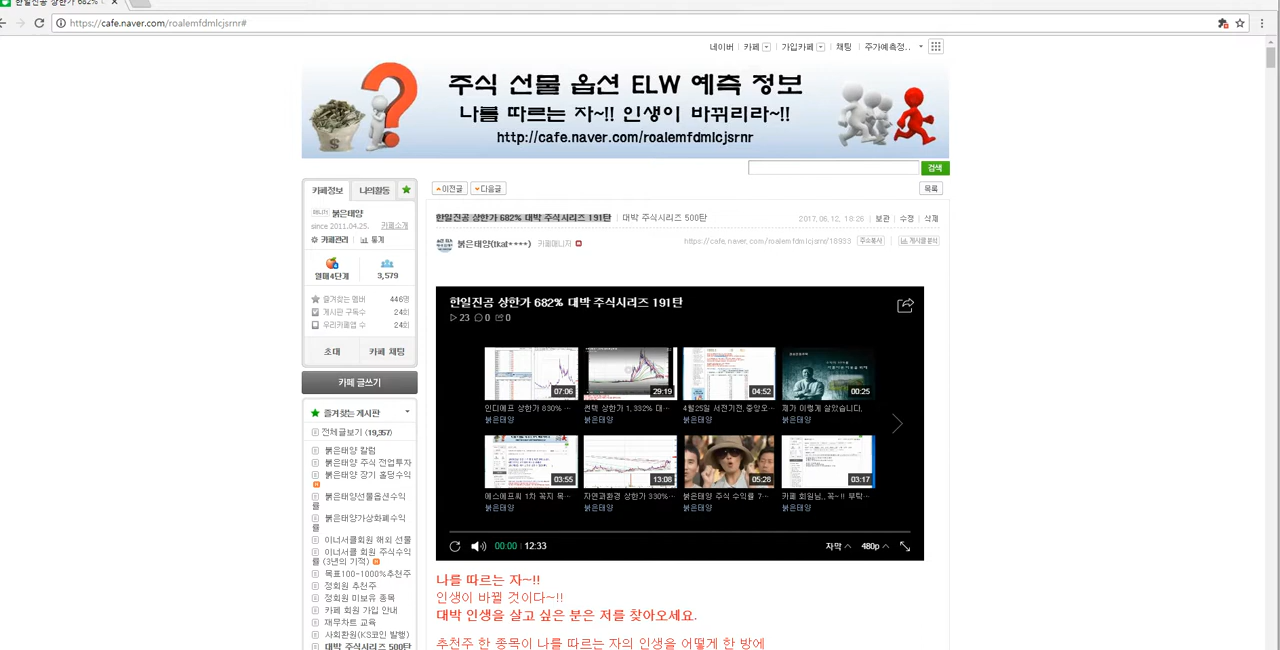 한일진공 상한가 682% 대
https://cafe.naver.com/roalemfdmlcjsrnr#
네이버 카페 가입카페 채팅 주가예측정..
주식 선물 옵션 ELW 예측 정보
나를 따르는 자~!! 인생이 바뀌리라~!!
http://cafe.naver.com/roalemfdmlcjsrnr
검색
카페정보 나의활동
이전글 다음글 목록
매니저 붉은태양
since 2011.04.25. 카페소개
카페관리 통계
열매4단계 3,579
즐겨찾는 멤버 446명
게시판 구독수 24회
우리카페앱 수 24회
초대 카페 채팅
카페 글쓰기
즐겨찾는 게시판
전체글보기 (19,357)
붉은태양 칼럼
붉은태양 주식 전업투자
붉은태양 장기 출정수익
붉은태양선물옵션수익
률
붉은태양가상화폐수익
률
이너서클회원 해외 선물
이너서클 회원 주식수익
률 (3년의 기적)
목표100-1000%추천주
정회원 추천주
정회원 미보유 종목
카페 회원 가입 안내
재무차트 교육
사회환원(KS코인 발행)
대박 주식시리즈 500탄
한일진공 상한가 682% 대박 주식시리즈 191탄 대박 주식시리즈 500탄
2017.06.12. 18:26 보관 수정 삭제
붉은태양(tkat****) 카페매니저
https://cafe.naver.com/roalemfdmlcjsrnr/18933 주소복사 게시글 분석
한일진공 상한가 682% 대박 주식시리즈 191탄
23 0 0
07:06 29:19 04:52 00:25
인디에프 상한가 830% ··· 썬텍 상한가 1,332% 대··· 4월25일 서전기전,중앙오··· 제가 이렇게 살았습니다.
붉은태양 붉은태양 붉은태양 붉은태양
03:55 13:08 05:28 03:17
에스에프씨 1차 꼭지 목··· 자연과환경 상한가 330%··· 붉은태양 주식 수익률 7··· 카페 회원님.. 꼭~!! 부탁···
붉은태양 붉은태양 붉은태양 붉은태양
00:00 12:33 자막 480p
나를 따르는 자~!!
인생이 바뀔 것이다~!!
대박 인생을 살고 싶은 분은 저를 찾아오세요.
추천주 한 종목이 나를 따르는 자의 인생을 어떻게 한 방에